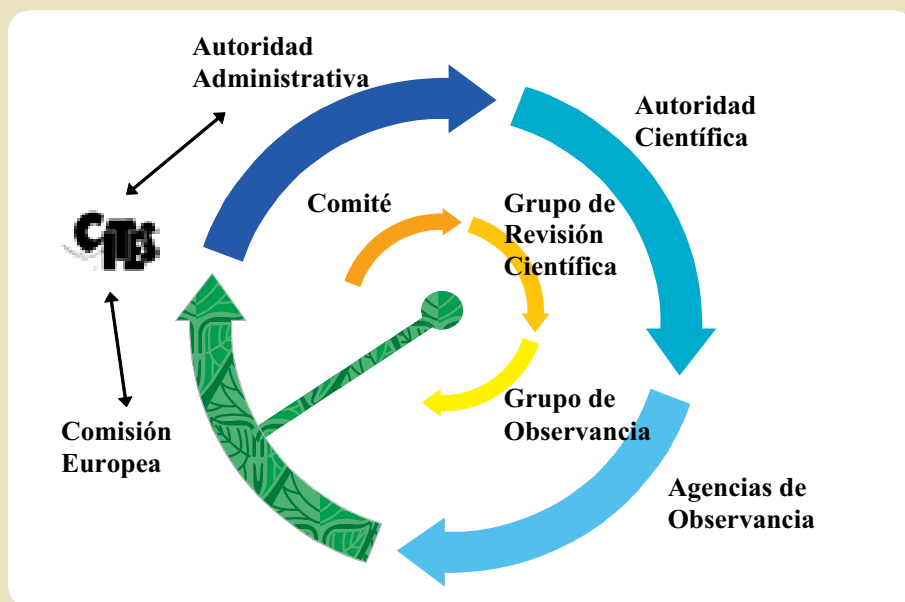 Autoridad
Administrativa
Autoridad
Científica
Comité
Grupo de
Revisión
Científica
CITES
Grupo de
Observancia
Comisión
Europea
Agencias de
Observancia